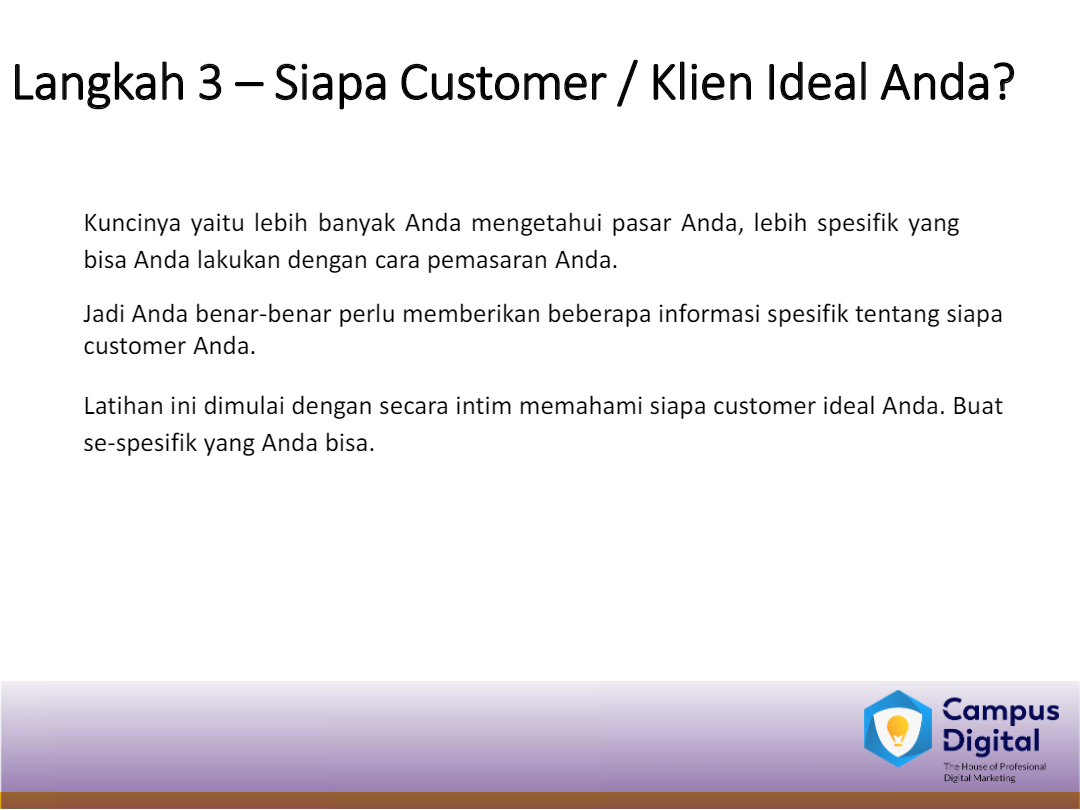 Langkah 3 – Siapa Customer / Klien Ideal Anda?
Kuncinya yaitu lebih banyak Anda mengetahui pasar Anda, lebih spesifik yang
bisa Anda lakukan dengan cara pemasaran Anda.
Jadi Anda benar-benar perlu memberikan beberapa informasi spesifik tentang siapa
customer Anda.
Latihan ini dimulai dengan secara intim memahami siapa customer ideal Anda. Buat
se-spesifik yang Anda bisa.
Campus
Digital
The House of Profesional
Digital Marketing